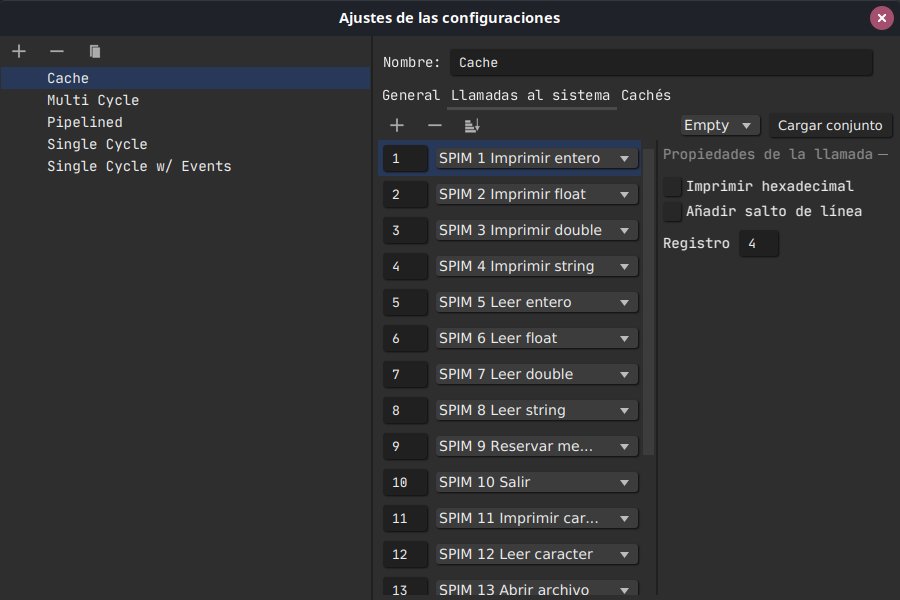 Ajustes de las configuraciones
Cache
Multi Cycle
Pipelined
Single Cycle
Single Cycle w/ Events
Nombre: Cache
General Llamadas al sistema Cachés
Empty Cargar conjunto
1 SPIM 1 Imprimir entero
2 SPIM 2 Imprimir float
3 SPIM 3 Imprimir double
4 SPIM 4 Imprimir string
5 SPIM 5 Leer entero
6 SPIM 6 Leer float
7 SPIM 7 Leer double
8 SPIM 8 Leer string
9 SPIM 9 Reservar me...
10 SPIM 10 Salir
11 SPIM 11 Imprimir car...
12 SPIM 12 Leer caracter
13 SPIM 13 Abrir archivo
Propiedades de la llamada
Imprimir hexadecimal
Añadir salto de línea
Registro 4